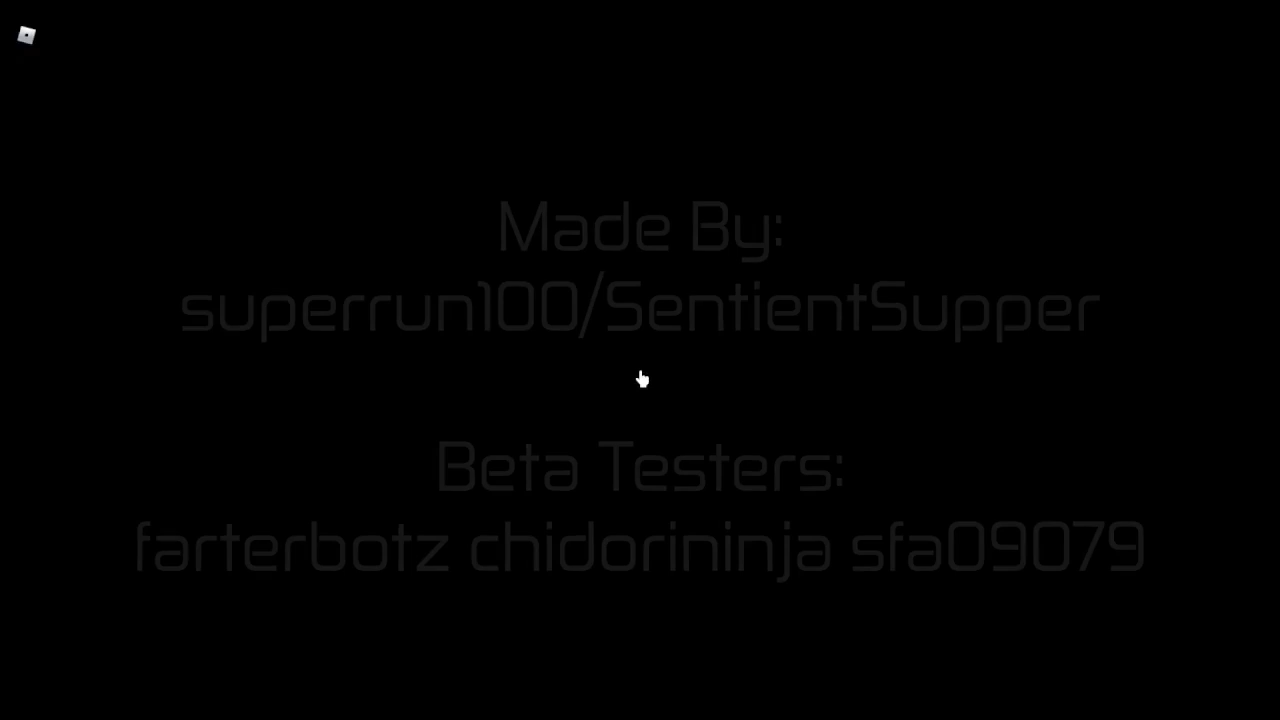 Made By:
superrun100/SentientSupper
Beta Testers:
farterbotz chidorininja sfa09079